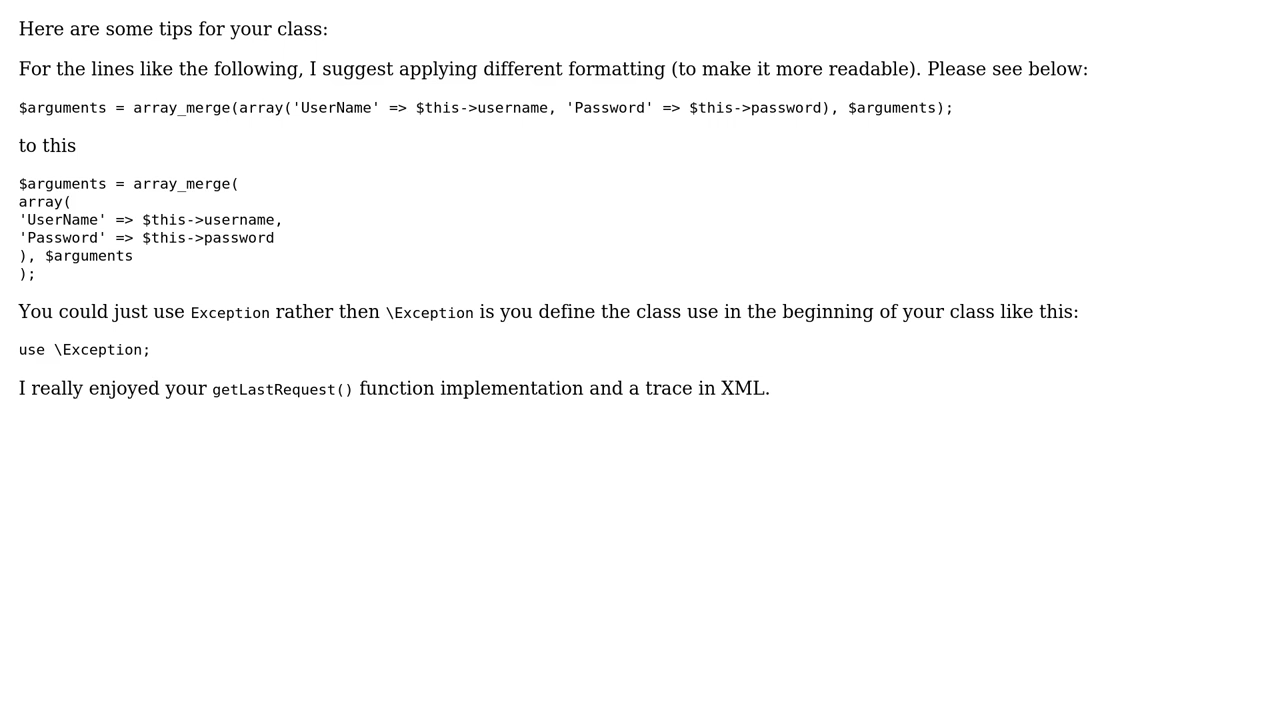 Here are some tips for your class:
For the lines like the following, I suggest applying different formatting (to make it more readable). Please see below:
$arguments = array_merge(array('UserName' => $this->username, 'Password' => $this->password), $arguments);
to this
$arguments = array_merge(
array(
'UserName' => $this->username,
'Password' => $this->password
), $arguments
);
You could just use Exception rather then \Exception is you define the class use in the beginning of your class like this:
use \Exception;
I really enjoyed your getLastRequest() function implementation and a trace in XML.